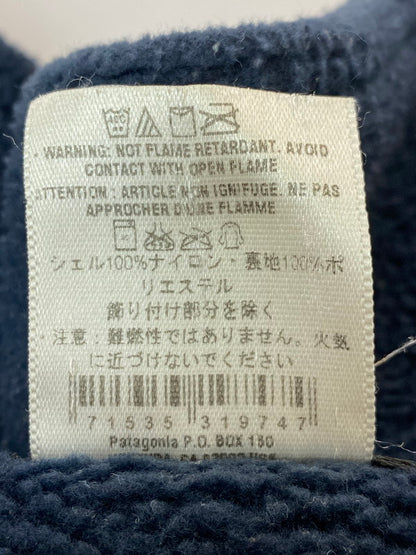 · WARNING: NOT FLAME RETARDANT. AVOID
CONTACT WITH OPEN FLAME
ATTENTION : ARTICLE NON IGNIFUGE. NE PAS
APPROCHER D'UNE FLAMME
シェル100%ナイロン・裏地100%ポ
リエステル
飾り付け部分を除く
・注意：難燃性ではありません。火気
に近づけないでください
71535 319747
Patagonia P.O. BOX 150
VENTURA, CA